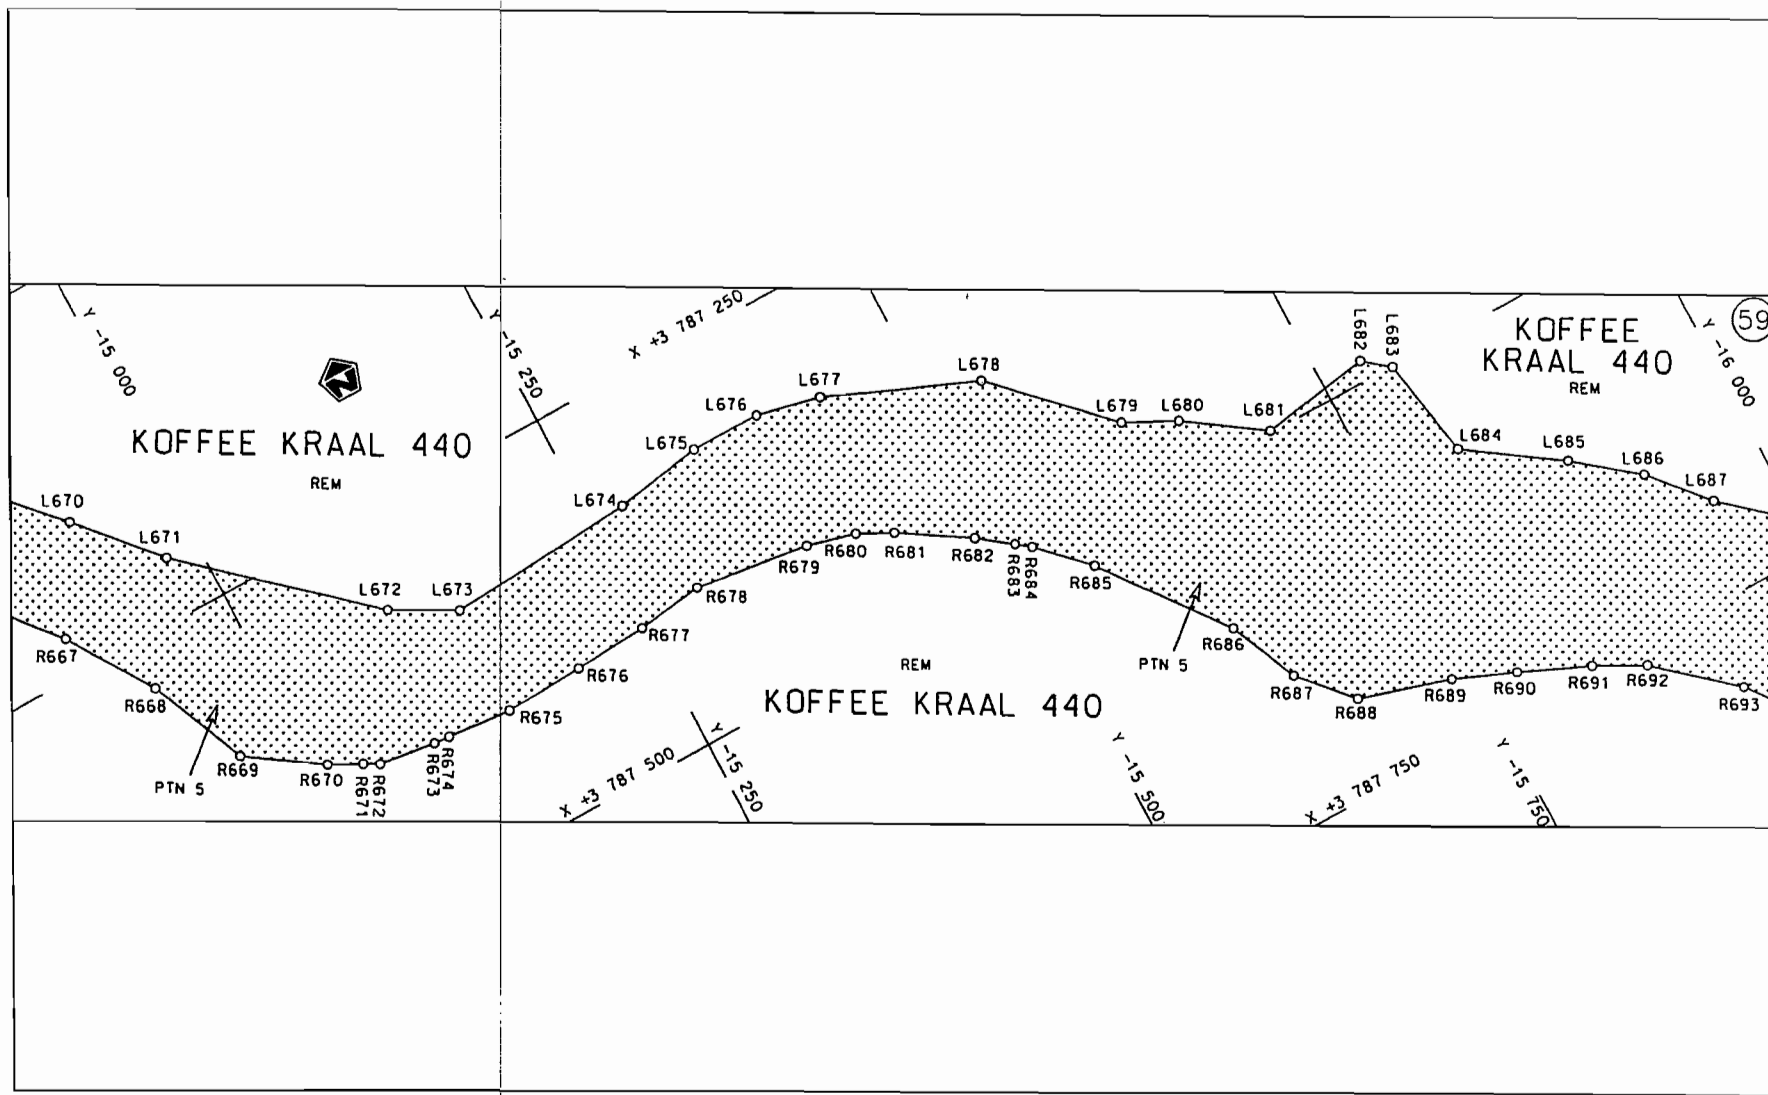 Y -15 000
Y -15 250
X +3 787 250
KOFFEE
KRAAL 440
REM
59
Y -16 000
KOFFEE KRAAL 440
REM
L670
L671
L672
L673
L674
L675
L676
L677
L678
L679
L680
L681
L682
L683
L684
L685
L686
L687
R667
R668
R669
R670
R671
R672
R673
R674
R675
R676
R677
R678
R679
R680
R681
R682
R683
R684
R685
R686
R687
R688
R689
R690
R691
R692
R693
PTN 5
PTN 5
REM
KOFFEE KRAAL 440
X +3 787 500
Y -15 250
Y -15 500
X +3 787 750
Y -15 750
N